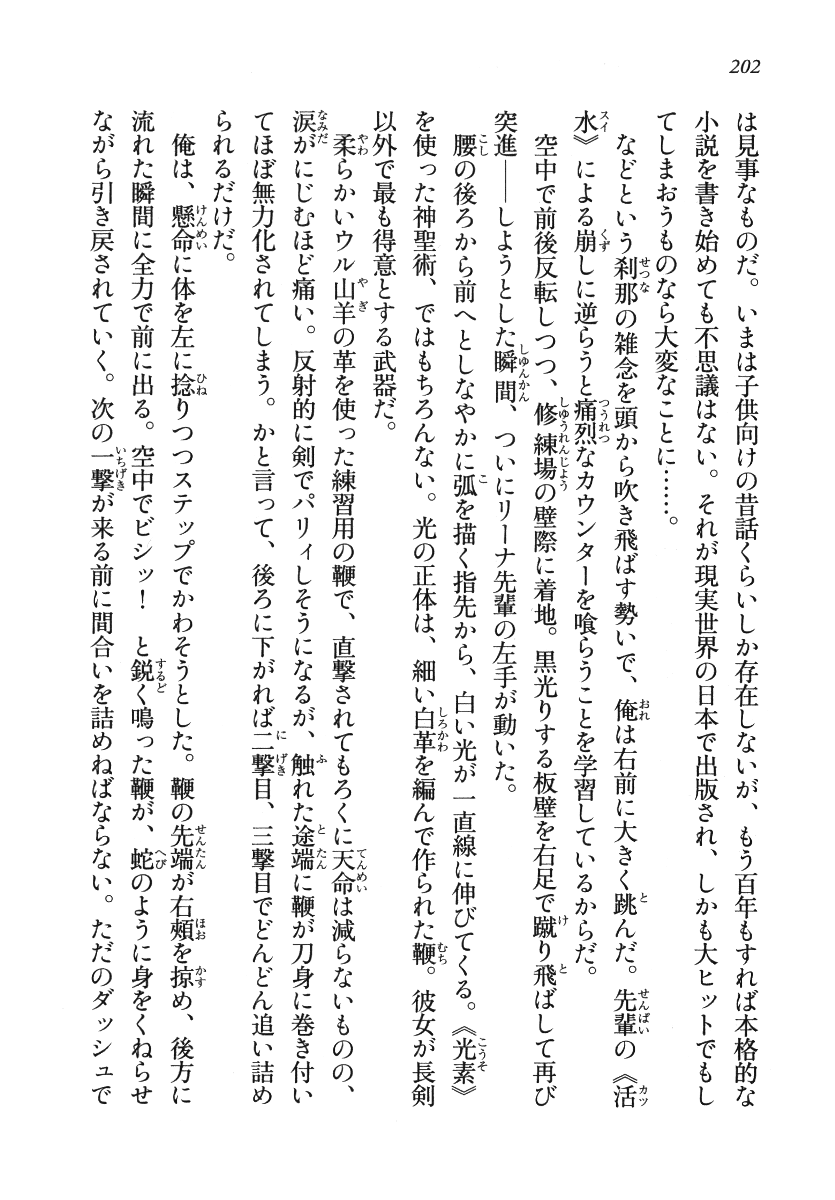 202
は見事なものだ。いまは子供向けの昔話くらいしか存在しないが、もう百年もすれば本格的な
小説を書き始めても不思議はない。それが現実世界の日本で出版され、しかも大ヒットでもし
てしまおうものなら大変なことに……。
などという刹那の雑念を頭から吹き飛ばす勢いで、俺は右前に大きく跳んだ。先輩の《活
水》による崩しに逆らうと痛烈なカウンターを喰らうことを学習しているからだ。
空中で前後反転しつつ、修練場の壁際に着地。黒光りする板壁を右足で蹴り飛ばして再び
突進――しようとした瞬間、ついにリーナ先輩の左手が動いた。
腰の後ろから前へとしなやかに弧を描く指先から、白い光が一直線に伸びてくる。《光素》
を使った神聖術、ではもちろんない。光の正体は、細い白革を編んで作られた鞭。彼女が長剣
以外で最も得意とする武器だ。
柔らかいウル山羊の革を使った練習用の鞭で、直撃されてもろくに天命は減らないものの、
涙がにじむほど痛い。反射的に剣でパリィしそうになるが、触れた途端に鞭が刀身に巻き付い
てほぼ無力化されてしまう。かと言って、後ろに下がれば二撃目、三撃目でどんどん追い詰め
られるだけだ。
俺は、懸命に体を左に捻りつつステップでかわそうとした。鞭の先端が右頰を掠め、後方に
流れた瞬間に全力で前に出る。空中でビシッ！　と鋭く鳴った鞭が、蛇のように身をくねらせ
ながら引き戻されていく。次の一撃が来る前に間合いを詰めねばならない。ただのダッシュで